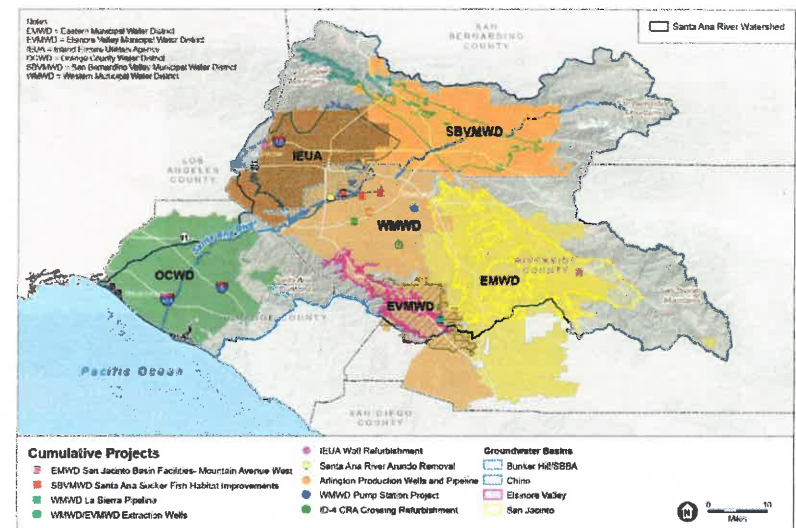 Notes
EMWD = Eastern Municipal Water District
EVMWD = Elsinore Valley Municipal Water District
IEUA = Inland Empire Utilities Agency
OCWD = Orange County Water District
SBVMWD = San Bernardino Valley Municipal Water District
WMWD = Western Municipal Water District
SAN
BERNARDINO
COUNTY
Santa Ana River Watershed
SBVMWD
IEUA
LOS
ANGELES
COUNTY
WMWD
Santa Ana River
91
OCWD
RIVERSIDE
COUNTY
EMWD
EVMWD
COUNTY
Pacific Ocean
SAN DIEGO
COUNTY
Cumulative Projects
EMWD San Jacinto Basin Facilities- Mountain Avenue West
SBVMWD Santa Ana Sucker Fish Habitat Improvements
WMWD La Sierra Pipeline
WMWD/EVMWD Extraction Wells
IEUA Well Refurbishment
Santa Ana River Arundo Removal
Arlington Production Wells and Pipeline
WMWD Pump Station Project
ID-4 CRA Crossing Refurbishment
Groundwater Basins
Bunker Hill/SBBA
Chino
Elsinore Valley
San Jacinto
N
0 10
Miles